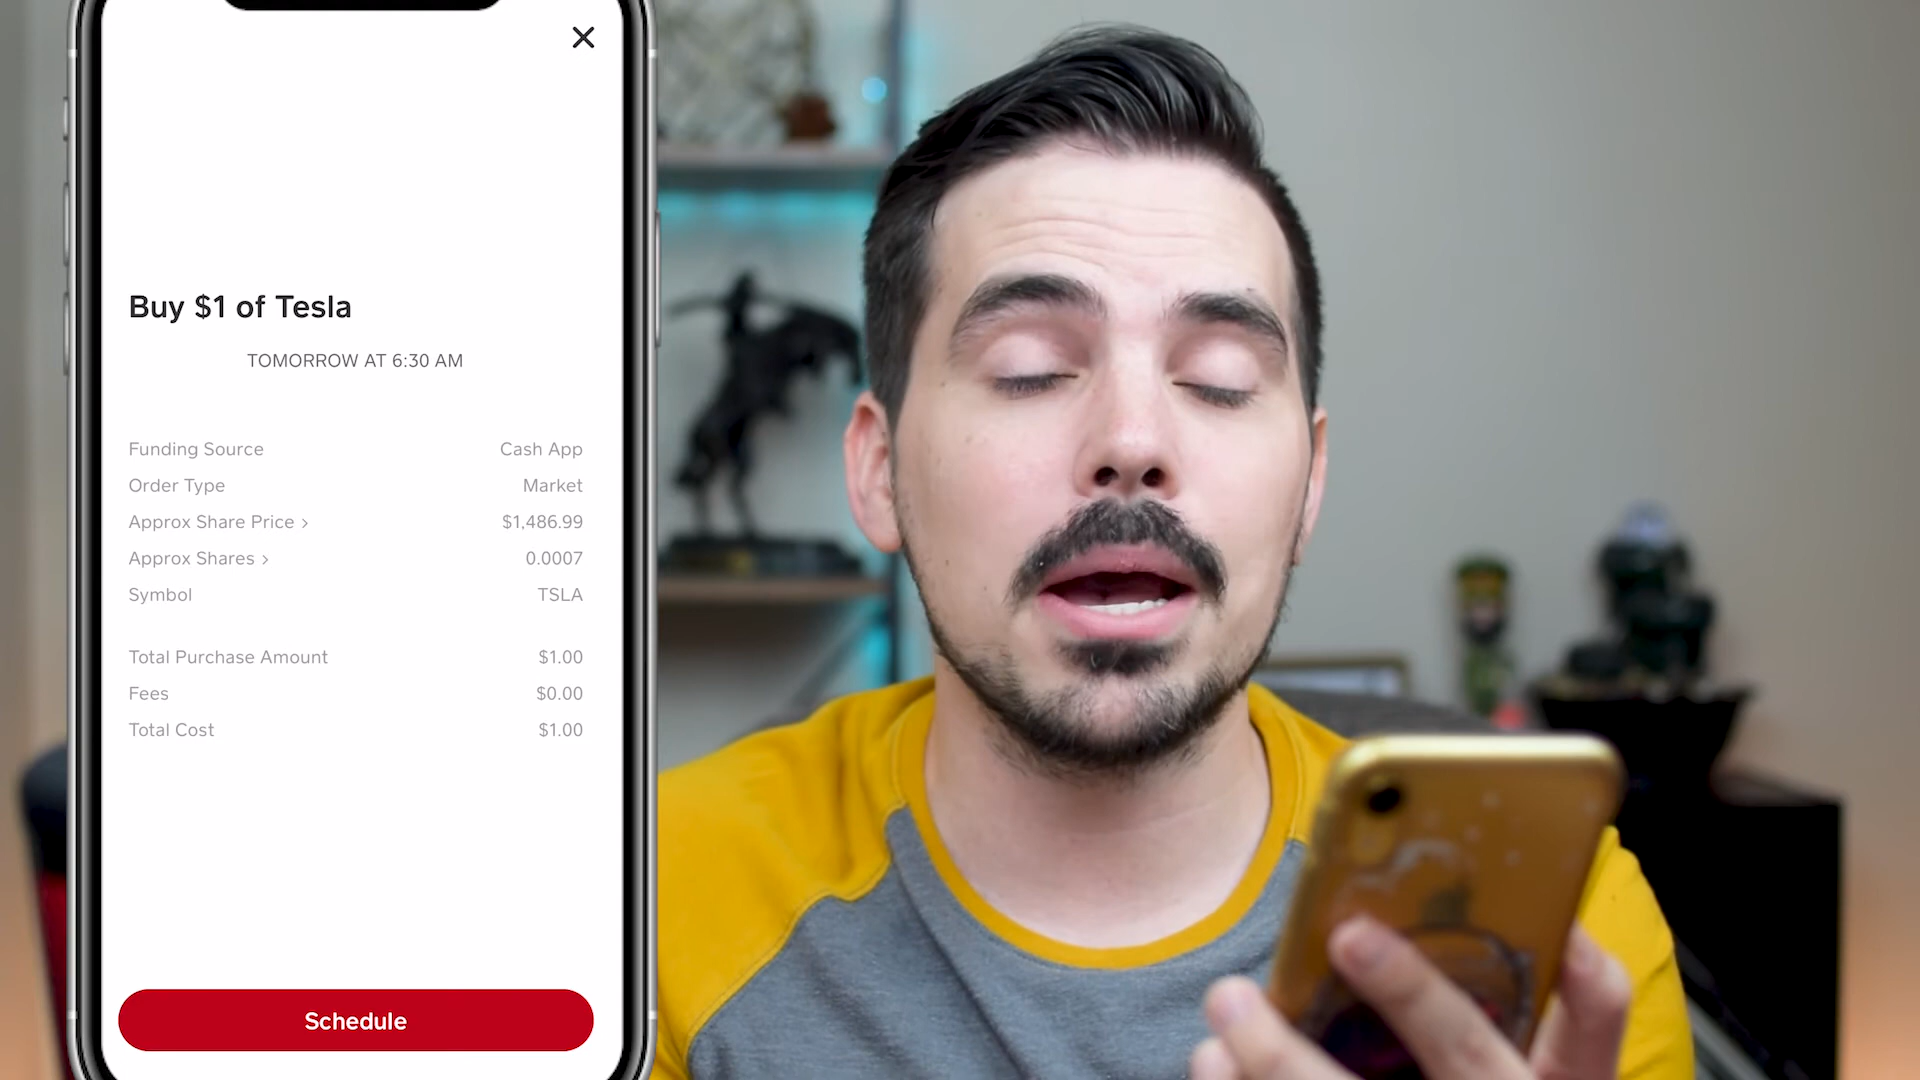 Buy $1 of Tesla
TOMORROW AT 6:30 AM
Funding Source Cash App
Order Type Market
Approx Share Price > $1,486.99
Approx Shares > 0.0007
Symbol TSLA
Total Purchase Amount $1.00
Fees $0.00
Total Cost $1.00
Schedule